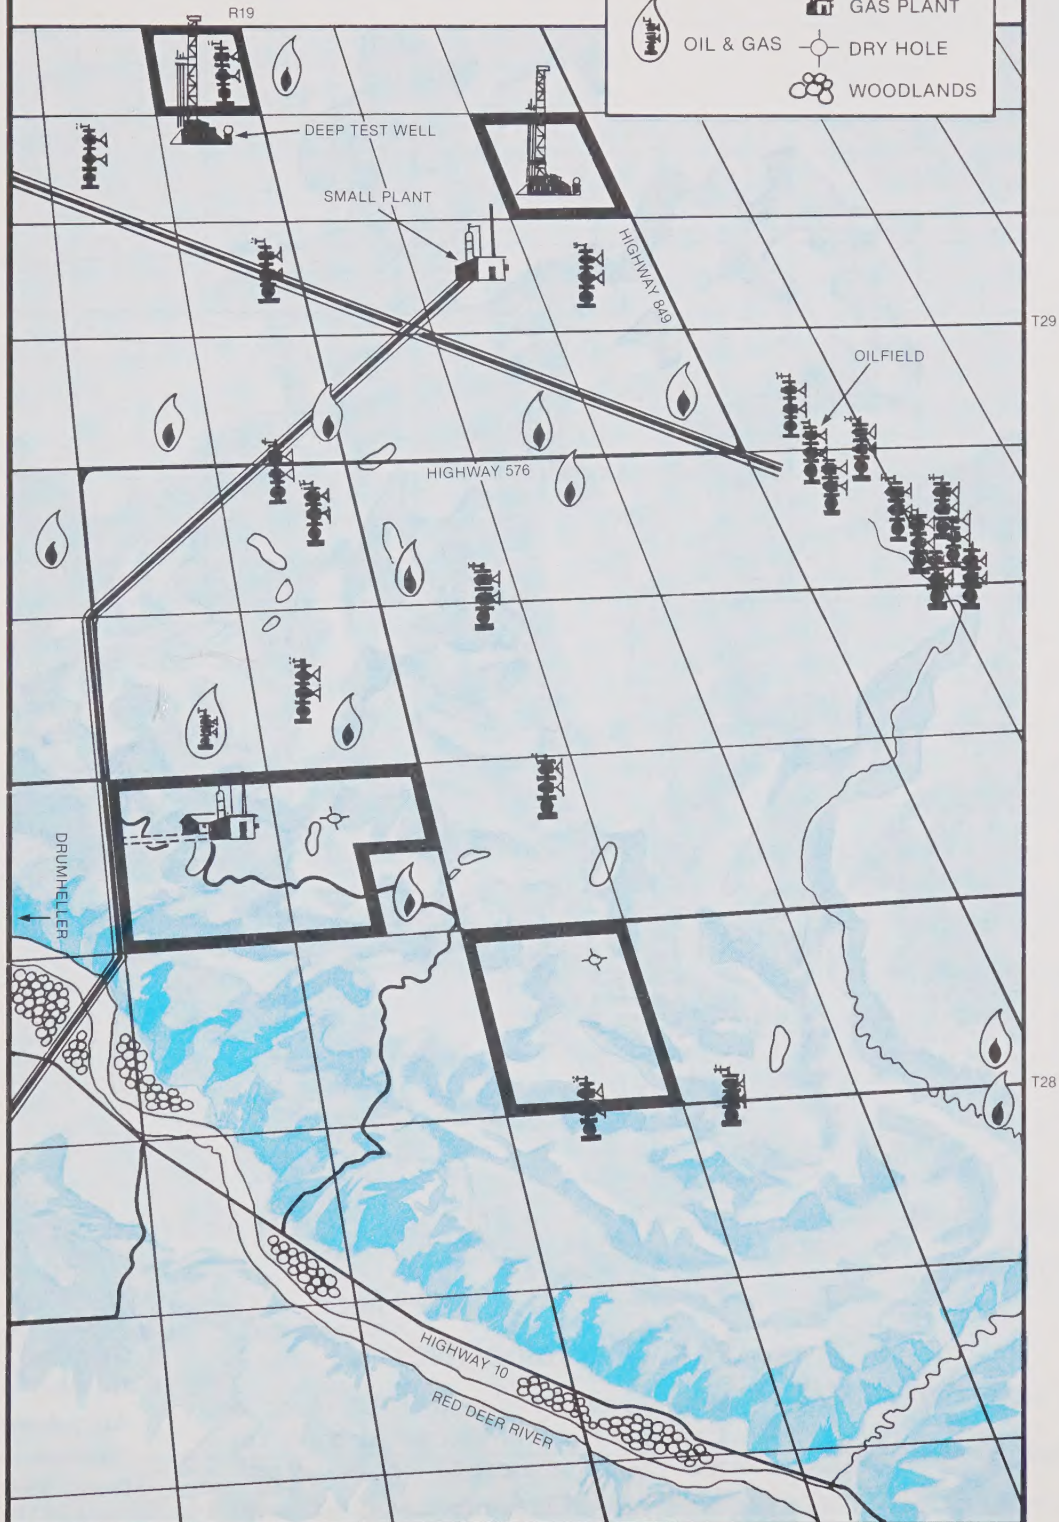 R19
GAS PLANT
OIL & GAS
DRY HOLE
WOODLANDS
DEEP TEST WELL
SMALL PLANT
HIGHWAY 849
T29
OILFIELD
HIGHWAY 576
DRUMHELLER
T28
HIGHWAY 10
RED DEER RIVER